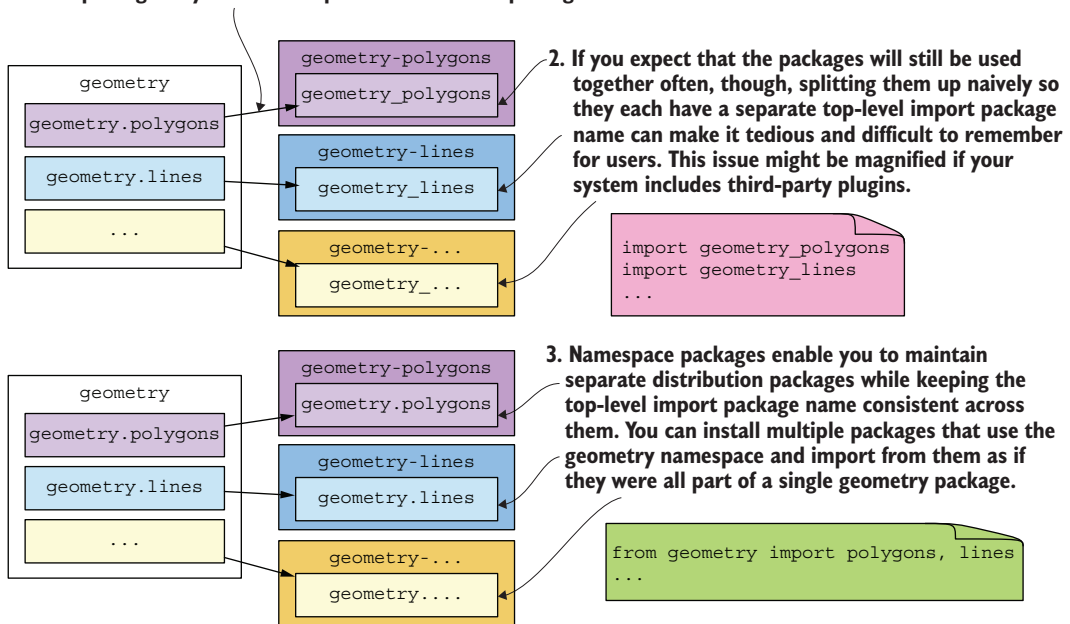 geometry
geometry.polygons
geometry.lines
...
geometry-polygons
geometry_polygons
geometry-lines
geometry_lines
geometry-...
geometry_...
2. If you expect that the packages will still be used
together often, though, splitting them up naively so
they each have a separate top-level import package
name can make it tedious and difficult to remember
for users. This issue might be magnified if your
system includes third-party plugins.
import geometry_polygons
import geometry_lines
...
geometry
geometry.polygons
geometry.lines
...
geometry-polygons
geometry.polygons
geometry-lines
geometry.lines
geometry-...
geometry....
3. Namespace packages enable you to maintain
separate distribution packages while keeping the
top-level import package name consistent across
them. You can install multiple packages that use the
geometry namespace and import from them as if
they were all part of a single geometry package.
from geometry import polygons, lines
...